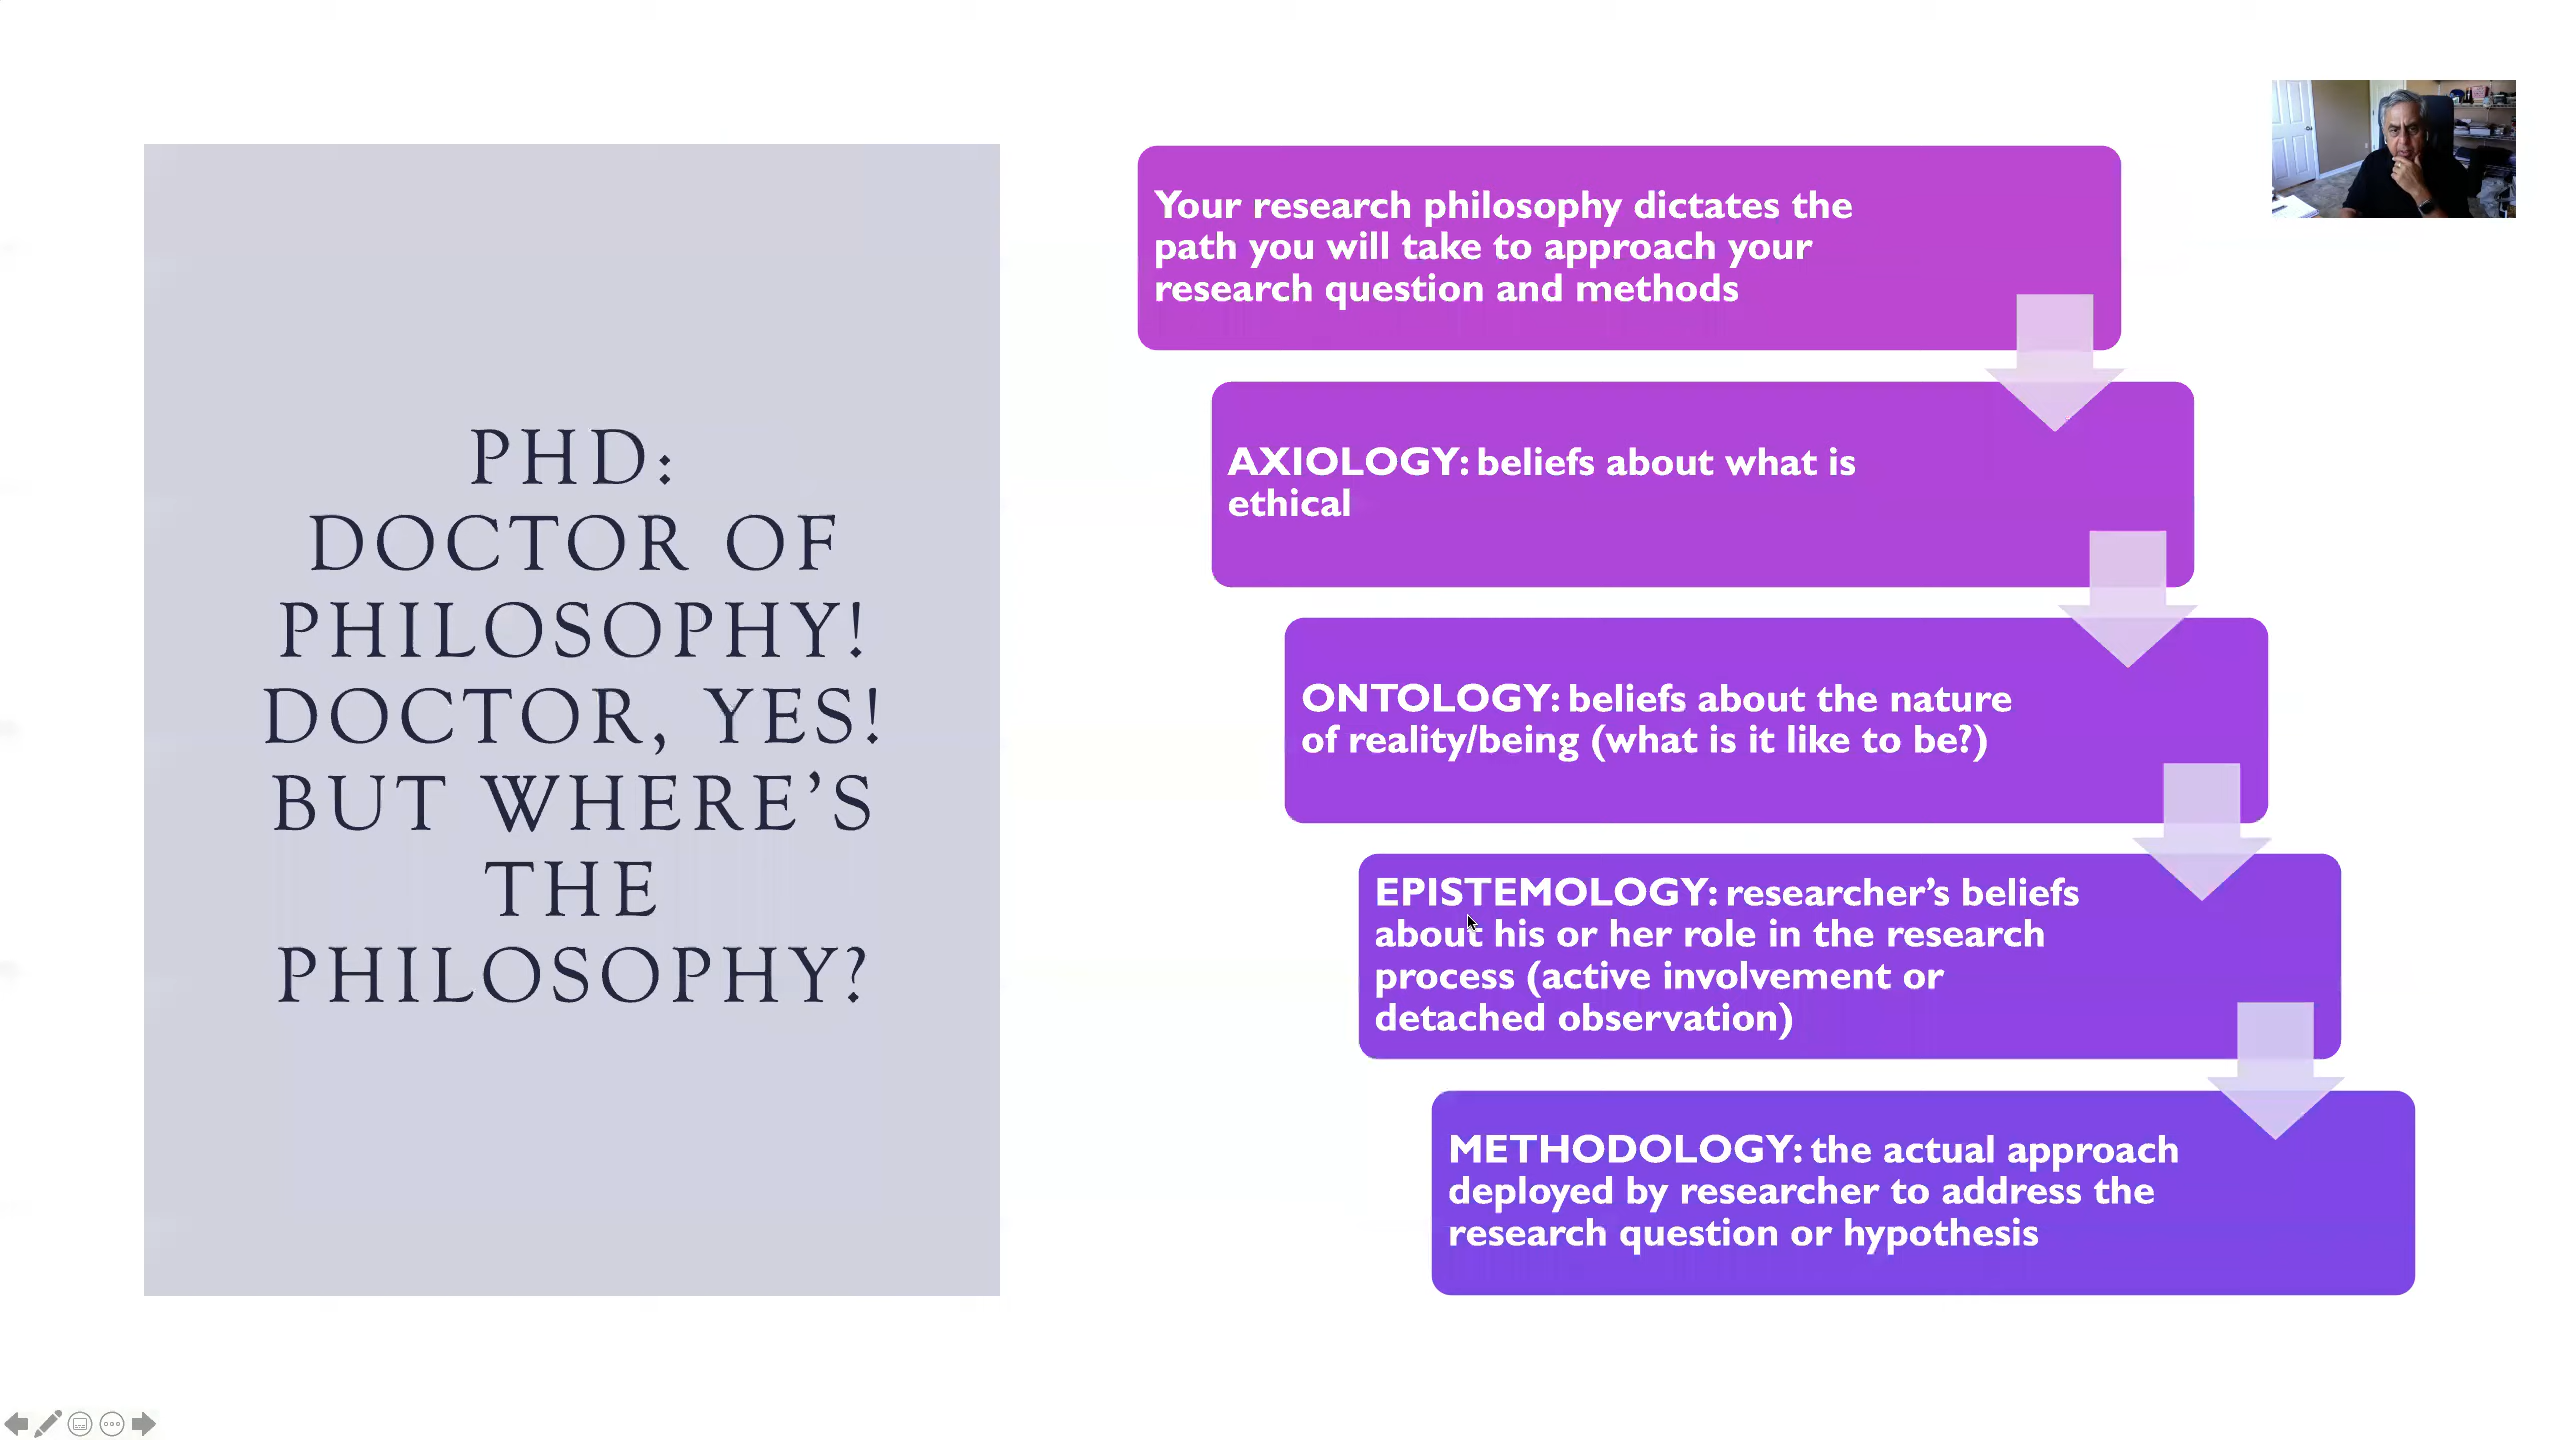 PHD:
DOCTOR OF
PHILOSOPHY!
DOCTOR, YES!
BUT WHERE’S
THE
PHILOSOPHY?
Your research philosophy dictates the
path you will take to approach your
research question and methods
AXIOLOGY: beliefs about what is
ethical
ONTOLOGY: beliefs about the nature
of reality/being (what is it like to be?)
EPISTEMOLOGY: researcher’s beliefs
about his or her role in the research
process (active involvement or
detached observation)
METHODOLOGY: the actual approach
deployed by researcher to address the
research question or hypothesis